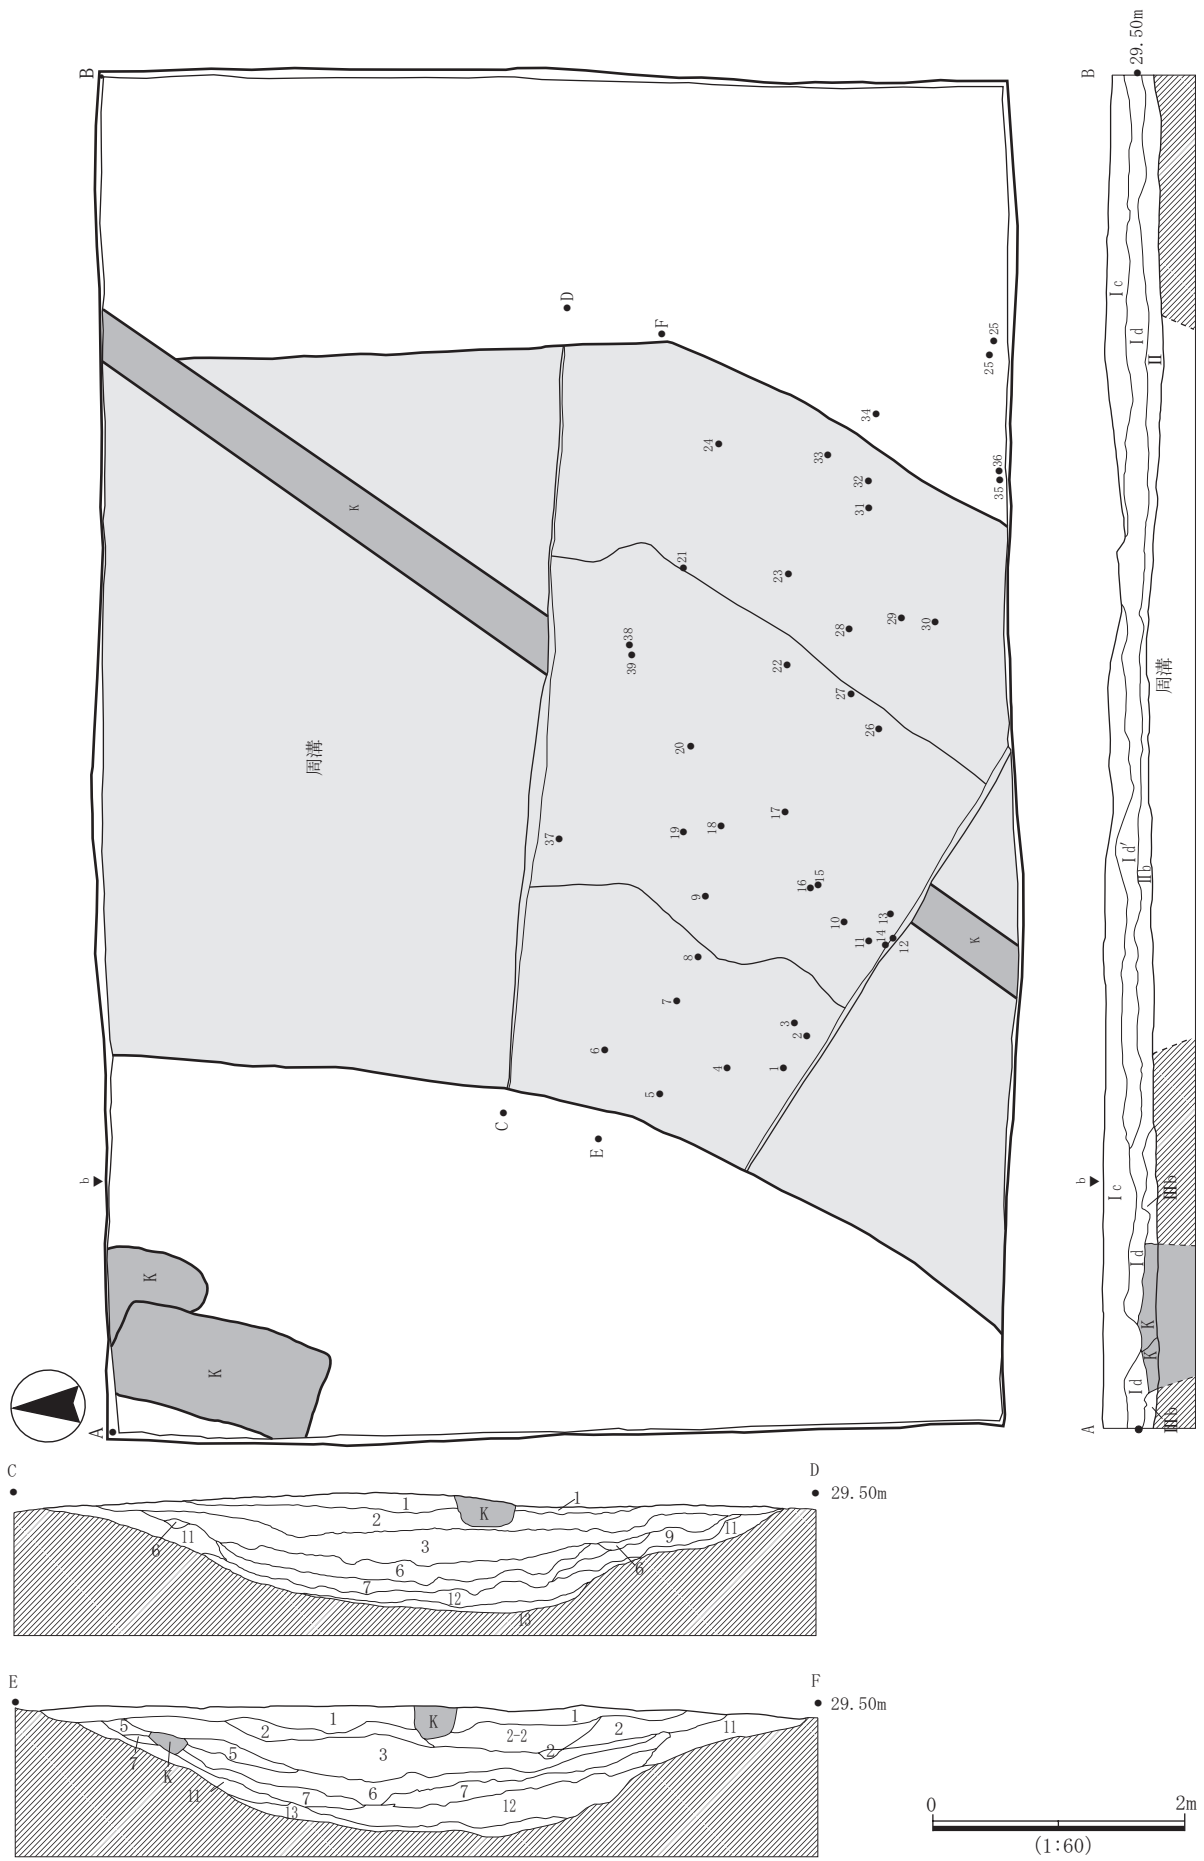 B
D
F
K
25
25
34
24
33
36
35
32
31
21
23
38
39
29
28
30
22
27
26
周溝
20
17
18
19
37
15
16
9
10
13
14
11
12
K
8
7
3
2
6
4
1
5
C
E
b
K
K
A
B
29.50m
Ⅰc
Ⅰd
Ⅱ
周溝
Ⅰd′
Ⅱb
b
Ⅰc
Ⅲb
Ⅰd
K
K
Ⅰd
Ⅲb
A
C
D
29.50m
1
1
K
2
11
11
9
3
6
6
6
7
12
13
E
F
29.50m
1
1
K
5
2
2-2
2
11
7
5
3
2
K
11
7
6
7
12
13
0
2m
(1:60)